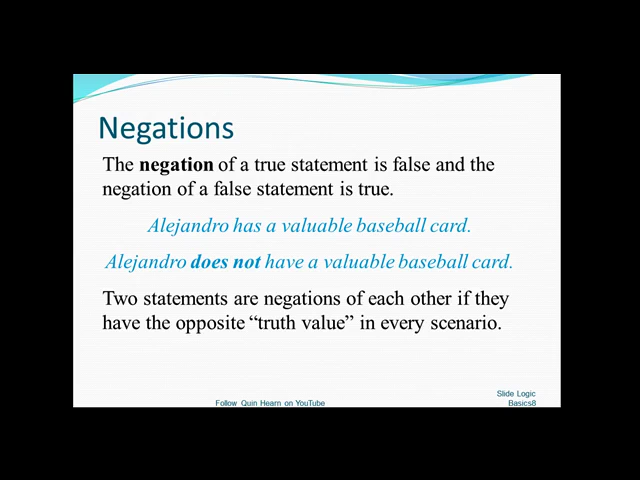 Negations
The negation of a true statement is false and the
negation of a false statement is true.
Alejandro has a valuable baseball card.
Alejandro does not have a valuable baseball card.
Two statements are negations of each other if they
have the opposite “truth value” in every scenario.
Follow Quin Hearn on YouTube
Slide Logic
Basics8